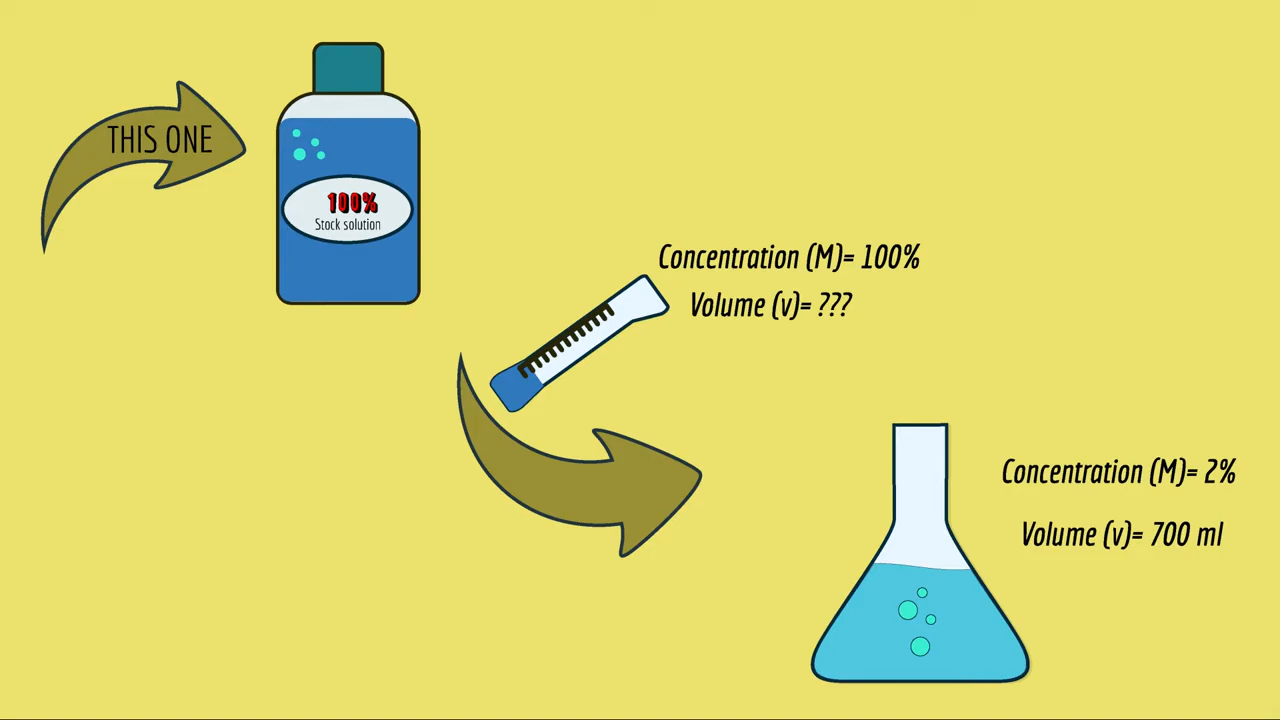 THIS ONE
100%
Stock solution
Concentration (M)= 100%
Volume (v)= ???
Concentration (M)= 2%
Volume (v)= 700 ml